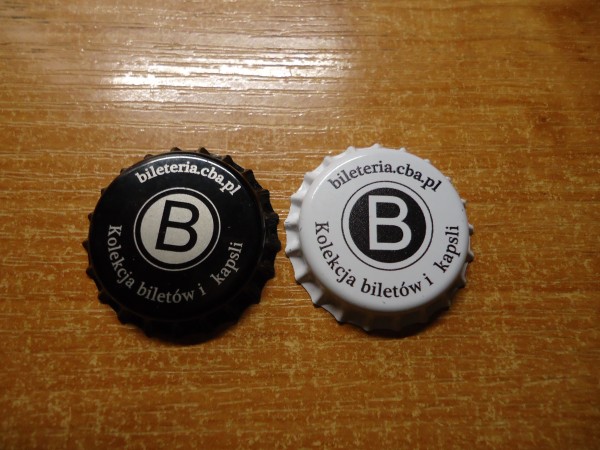 bileteria.cba.pl
B
Kolekcja biletów i kapsli
bileteria.cba.pl
B
Kolekcja biletów i kapsli